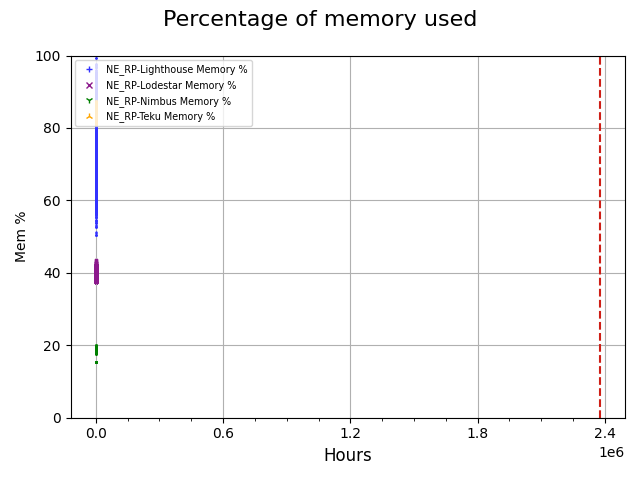 Percentage of memory used
100
80
60
40
20
0
Mem %
NE_RP-Lighthouse Memory %
NE_RP-Lodestar Memory %
NE_RP-Nimbus Memory %
NE_RP-Teku Memory %
0.0 0.6 1.2 1.8 2.4
1e6
Hours